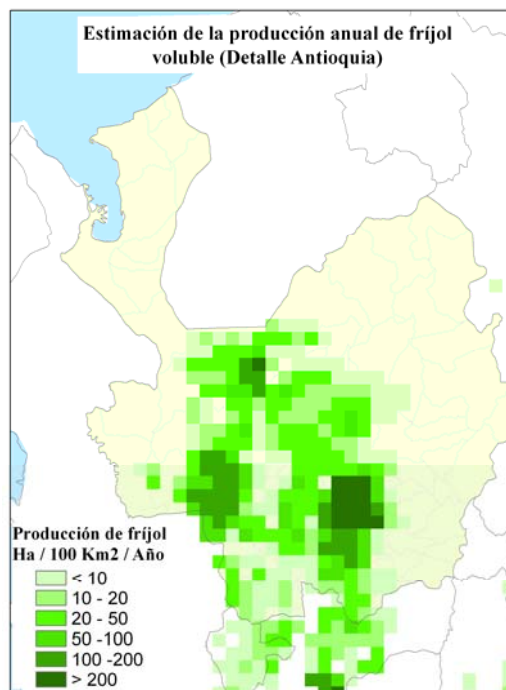 Estimación de la producción anual de fríjol
voluble (Detalle Antioquia)
Producción de fríjol
Ha / 100 Km2 / Año
< 10
10 - 20
20 - 50
50 -100
100 -200
> 200